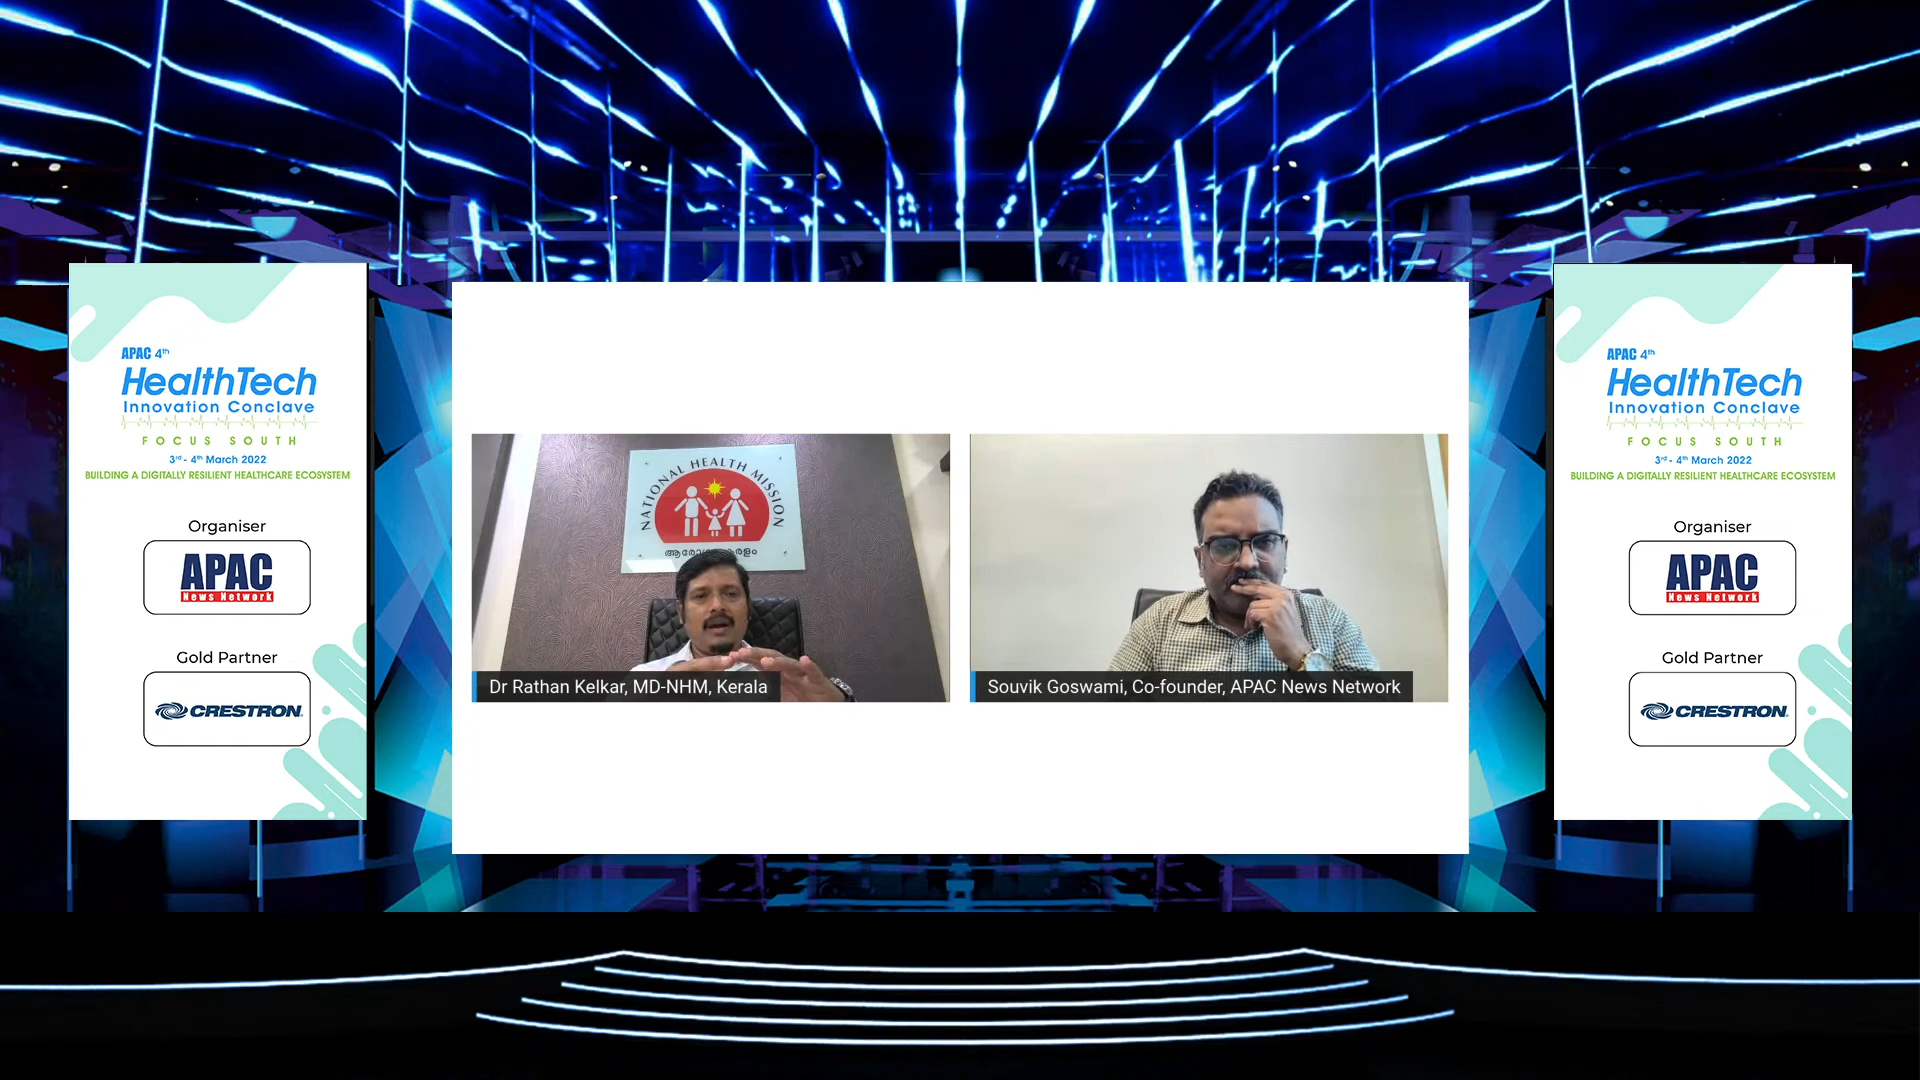 APAC 4th
HealthTech
Innovation Conclave
FOCUS SOUTH
3rd - 4th March 2022
BUILDING A DIGITALLY RESILIENT HEALTHCARE ECOSYSTEM
Organiser
APAC
News Network
Gold Partner
CRESTRON
NATIONAL HEALTH MISSION
Dr Rathan Kelkar, MD-NHM, Kerala
Souvik Goswami, Co-founder, APAC News Network
APAC 4th
HealthTech
Innovation Conclave
FOCUS SOUTH
3rd - 4th March 2022
BUILDING A DIGITALLY RESILIENT HEALTHCARE ECOSYSTEM
Organiser
APAC
News Network
Gold Partner
CRESTRON